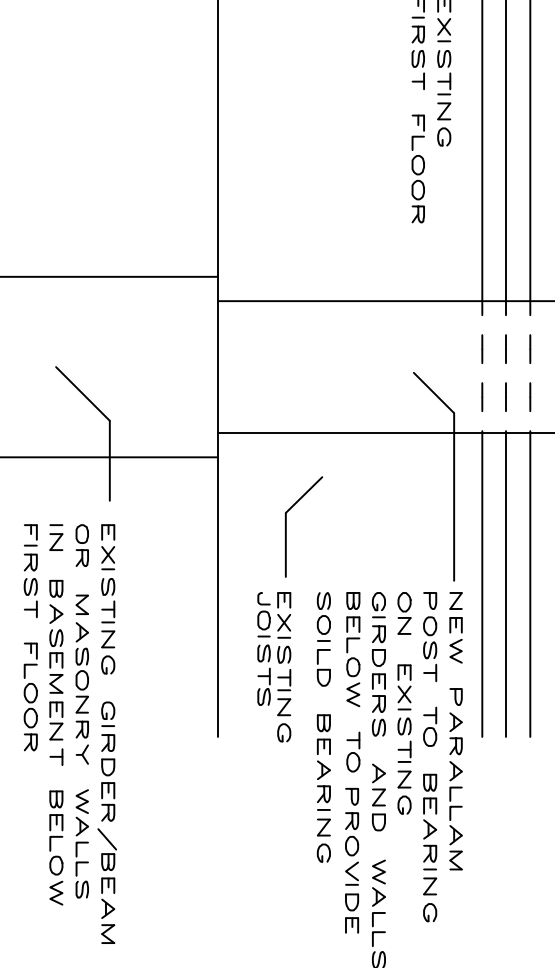 EXISTING
FIRST FLOOR
NEW PARALLAM
POST TO BEARING
ON EXISTING
GIRDERS AND WALLS
BELOW TO PROVIDE
SOILD BEARING
EXISTING
JOISTS
EXISTING GIRDER/BEAM
OR MASONRY WALLS
IN BASEMENT BELOW
FIRST FLOOR